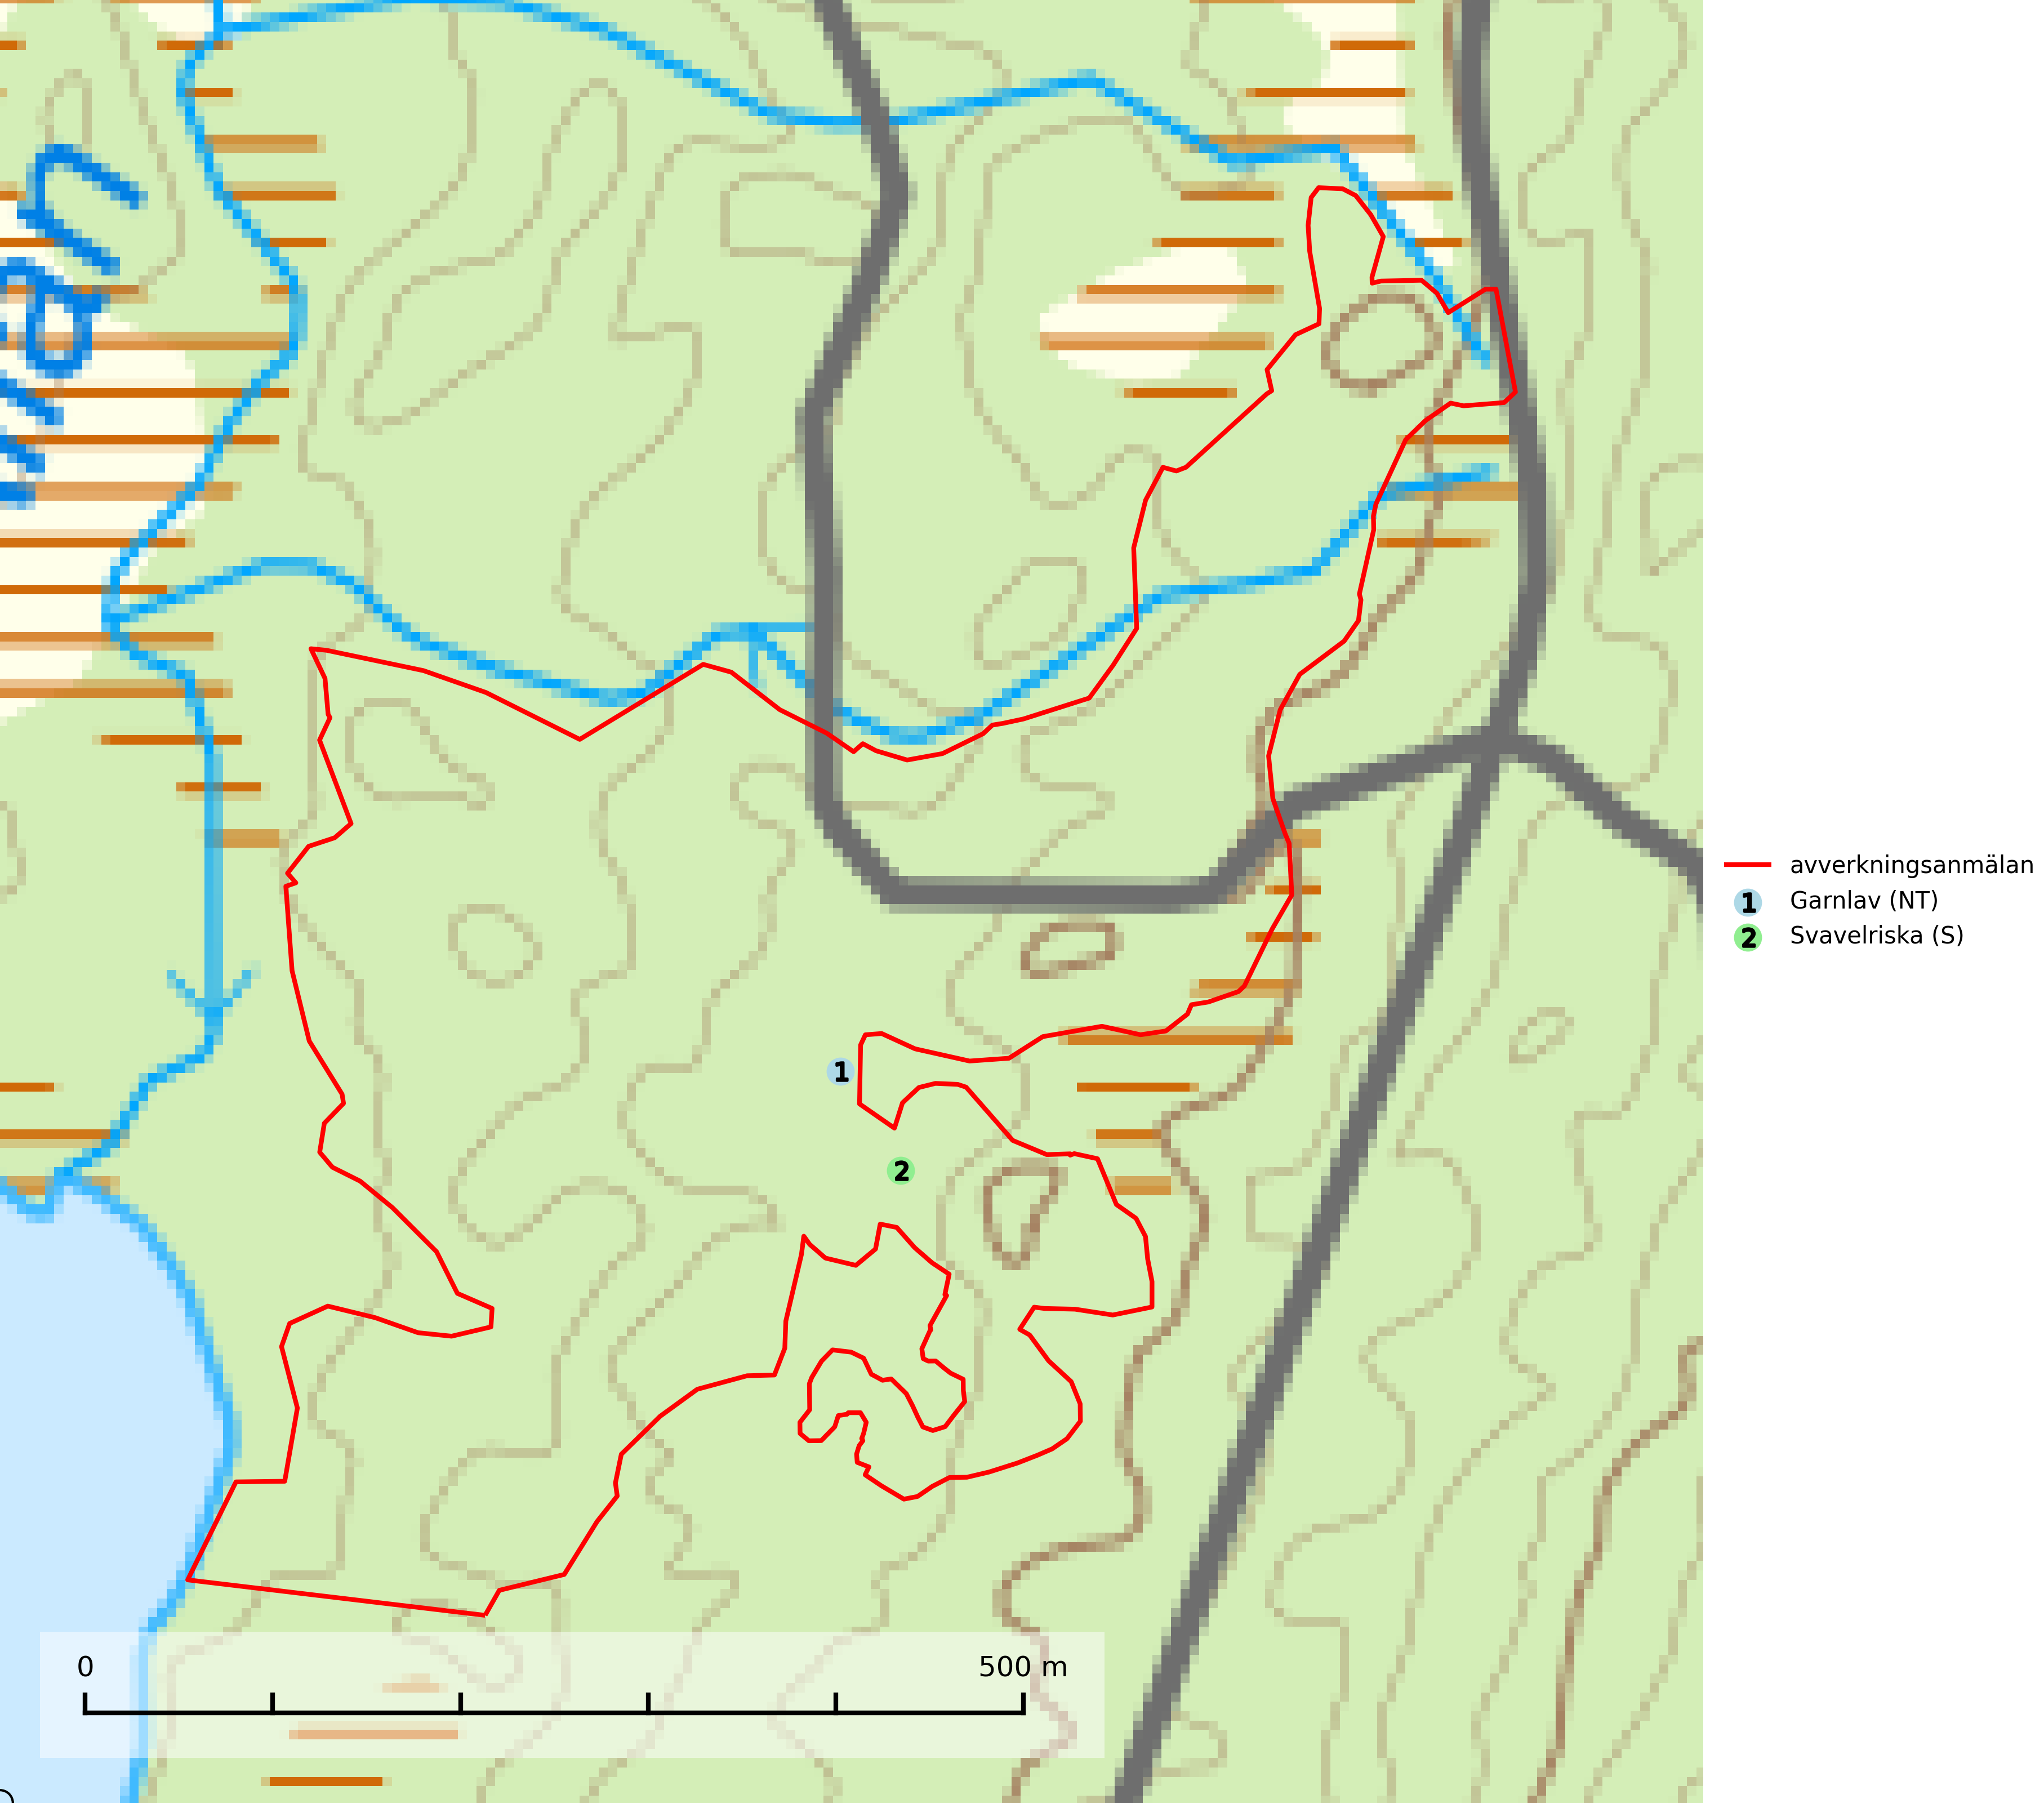 avverkningsanmälan
1 Garnlav (NT)
2 Svavelriska (S)
1
2
0 500 m